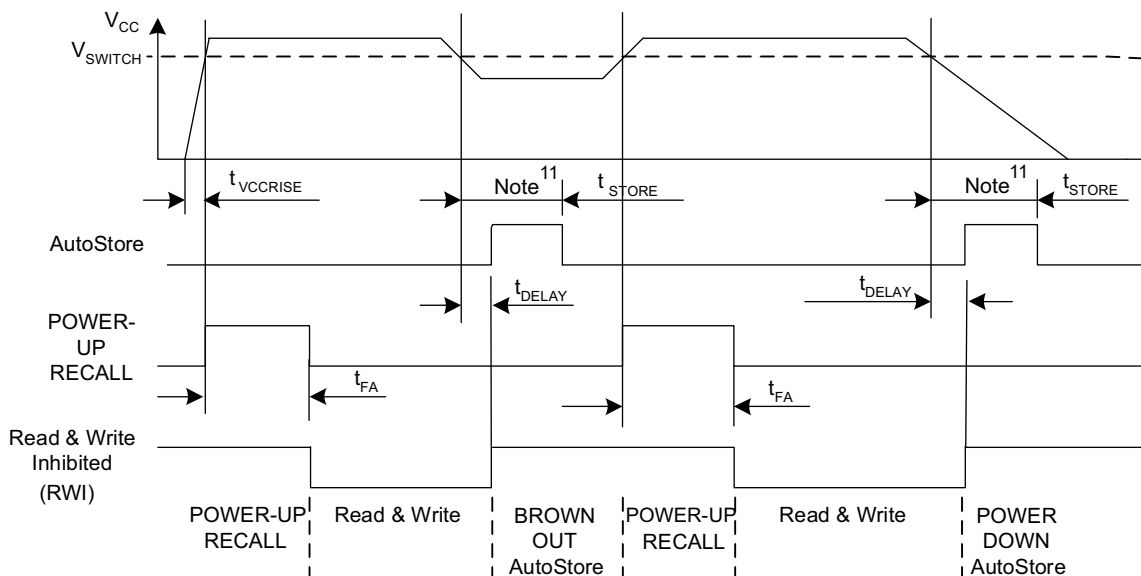 VCC
VSWITCH
tVCCRISE
Note11
tSTORE
Note11
tSTORE
AutoStore
tDELAY
tDELAY
POWER-
UP
RECALL
tFA
tFA
Read & Write
Inhibited
(RWI)
POWER-UP
RECALL
Read & Write
BROWN
OUT
AutoStore
POWER-UP
RECALL
Read & Write
POWER
DOWN
AutoStore